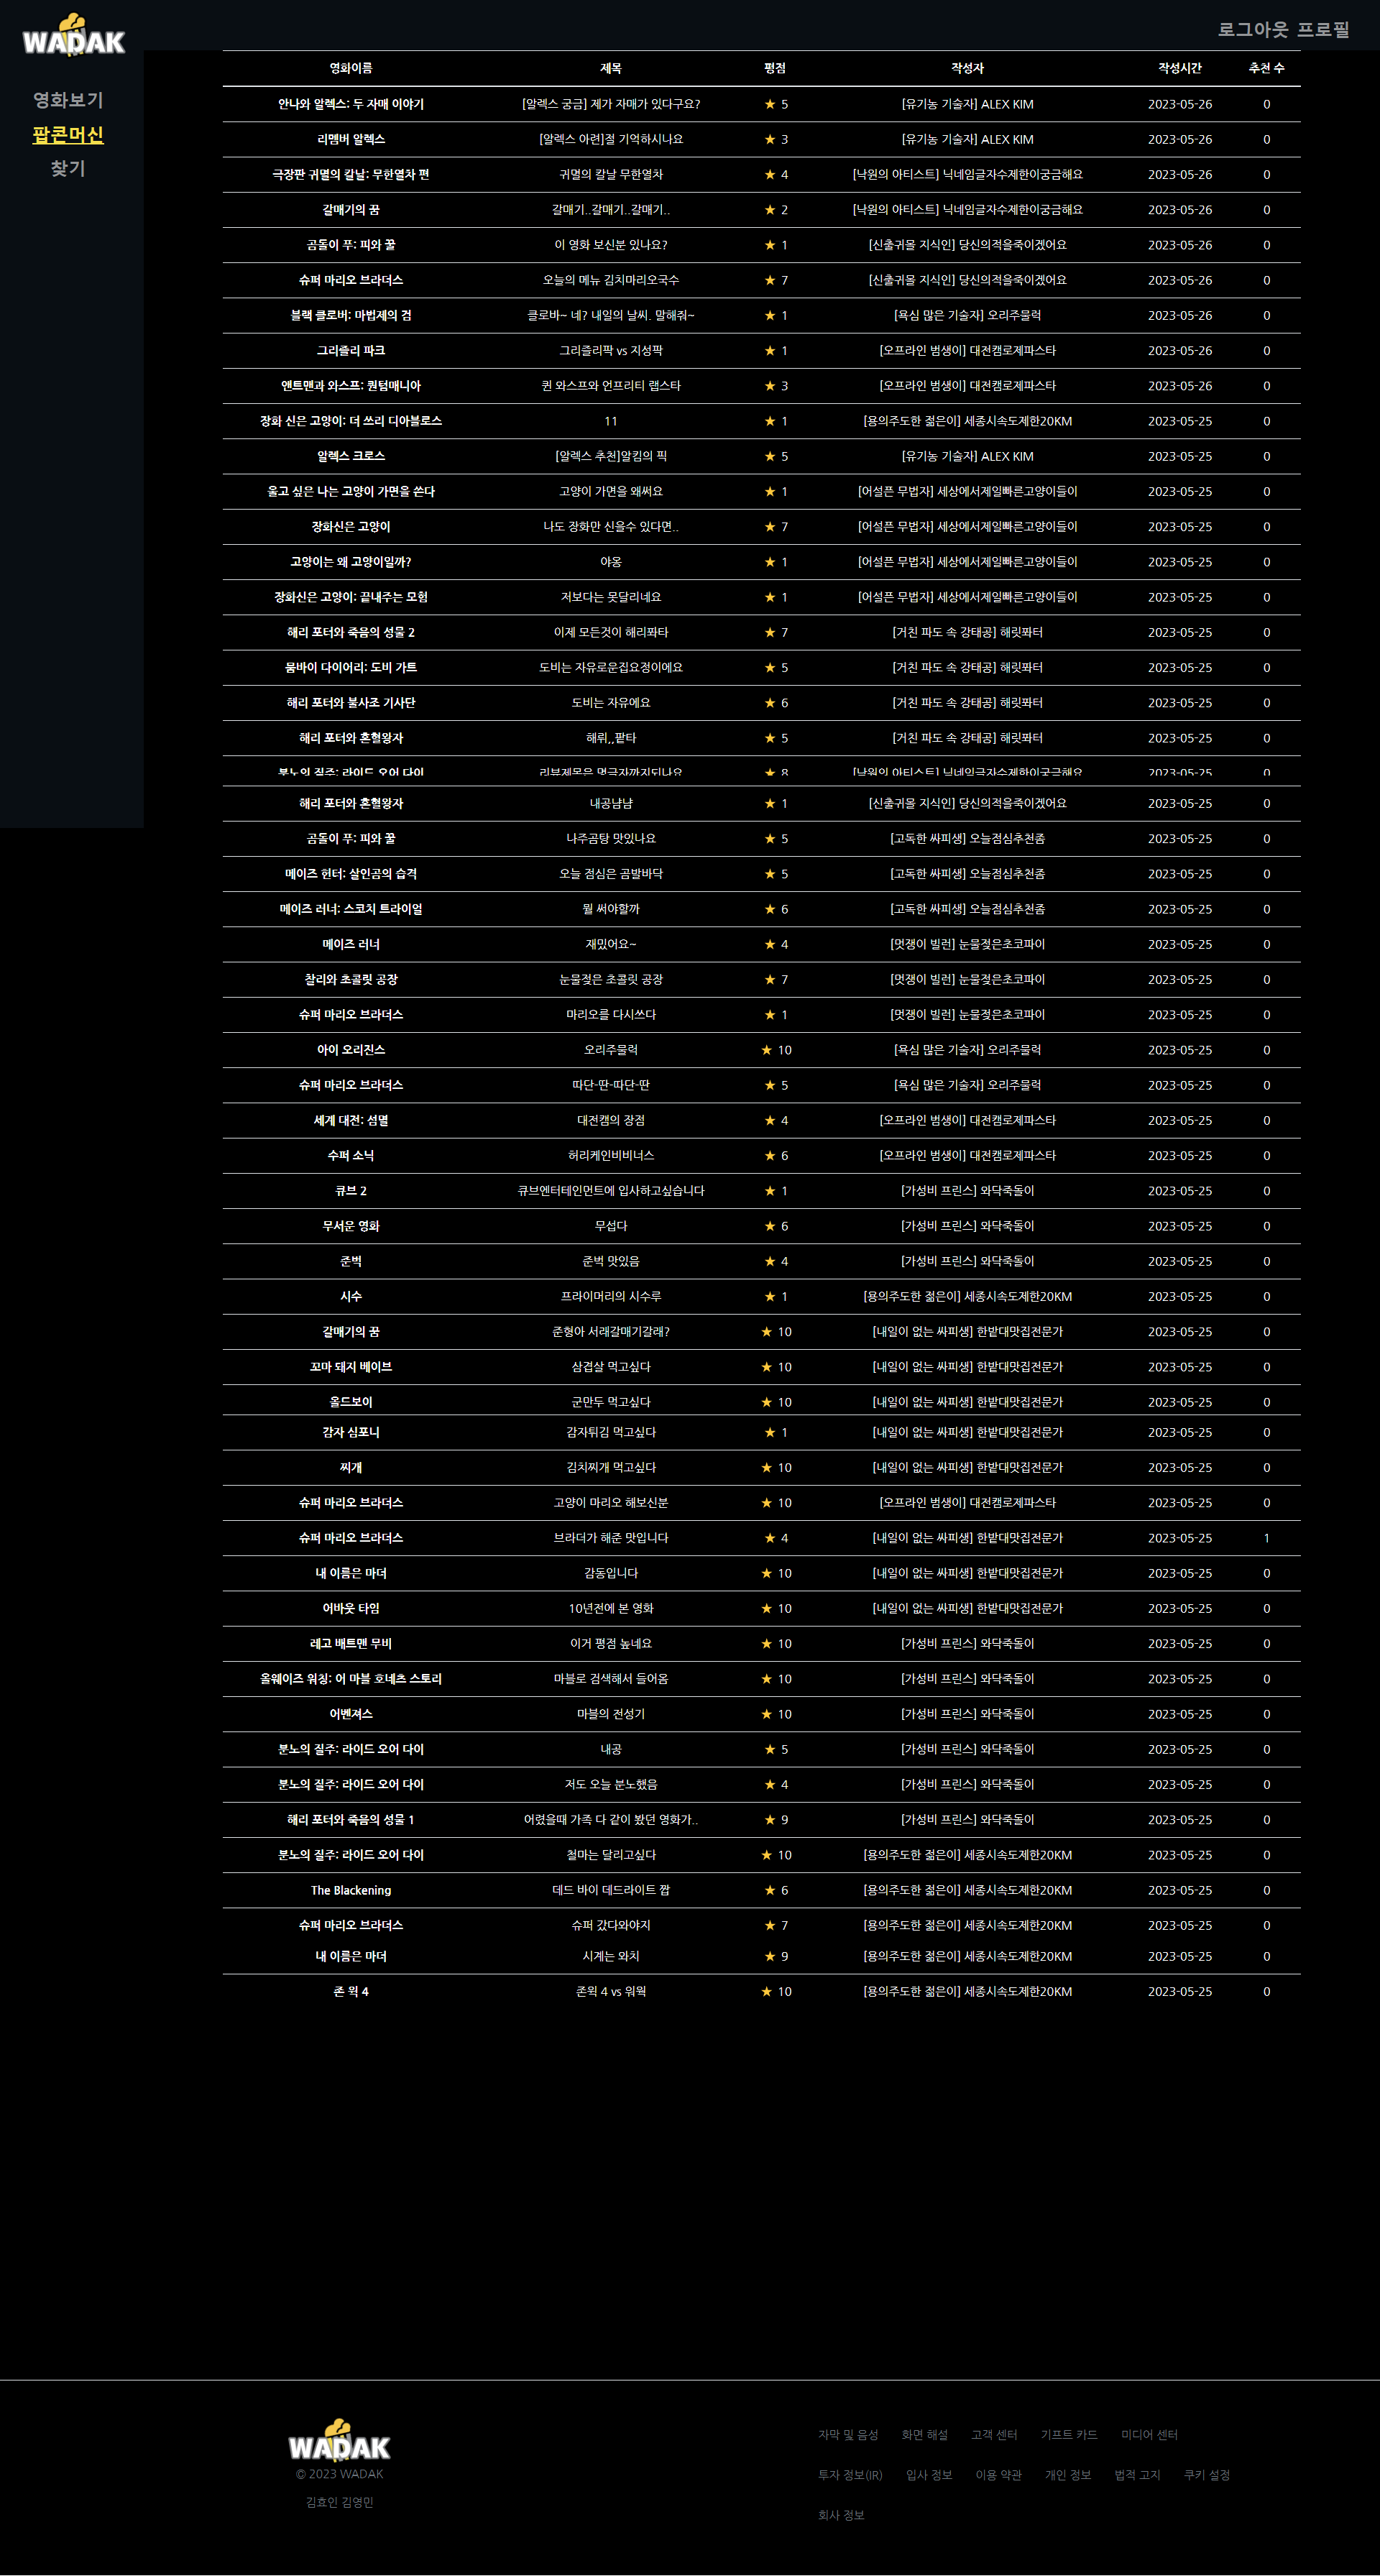 WADAK
로그아웃 프로필
영화보기
팝콘머신
찾기
영화이름 제목 평점 작성자 작성시간 추천 수
안나와 알렉스: 두 자매 이야기 [알렉스 궁금] 제가 자매가 있다구요? ★ 5 [유기농 기술자] ALEX KIM 2023-05-26 0
리멤버 알렉스 [알렉스 아련]절 기억하시나요 ★ 3 [유기농 기술자] ALEX KIM 2023-05-26 0
극장판 귀멸의 칼날: 무한열차 편 귀멸의 칼날 무한열차 ★ 4 [낙원의 아티스트] 닉네임글자수제한이궁금해요 2023-05-26 0
갈매기의 꿈 갈매기..갈매기..갈매기.. ★ 2 [낙원의 아티스트] 닉네임글자수제한이궁금해요 2023-05-26 0
곰돌이 푸: 피와 꿀 이 영화 보신분 있나요? ★ 1 [신출귀몰 지식인] 당신의적을죽이겠어요 2023-05-26 0
슈퍼 마리오 브라더스 오늘의 메뉴 김치마리오국수 ★ 7 [신출귀몰 지식인] 당신의적을죽이겠어요 2023-05-26 0
블랙 클로버: 마법제의 검 클로바~ 네? 내일의 날씨. 말해줘~ ★ 1 [욕심 많은 기술자] 오리주물럭 2023-05-26 0
그리즐리 파크 그리즐리팍 vs 지성팍 ★ 1 [오프라인 범생이] 대전캠로제파스타 2023-05-26 0
앤트맨과 와스프: 퀀텀매니아 퀸 와스프와 언프리티 랩스타 ★ 3 [오프라인 범생이] 대전캠로제파스타 2023-05-26 0
장화 신은 고양이: 더 쓰리 디아블로스 11 ★ 1 [용의주도한 젊은이] 세종시속도제한20KM 2023-05-25 0
알렉스 크로스 [알렉스 추천]알킴의 픽 ★ 5 [유기농 기술자] ALEX KIM 2023-05-25 0
울고 싶은 나는 고양이 가면을 쓴다 고양이 가면을 왜써요 ★ 1 [어설픈 무법자] 세상에서제일빠른고양이들이 2023-05-25 0
장화신은 고양이 나도 장화만 신을수 있다면.. ★ 7 [어설픈 무법자] 세상에서제일빠른고양이들이 2023-05-25 0
고양이는 왜 고양이일까? 야옹 ★ 1 [어설픈 무법자] 세상에서제일빠른고양이들이 2023-05-25 0
장화신은 고양이: 끝내주는 모험 저보다는 못달리네요 ★ 1 [어설픈 무법자] 세상에서제일빠른고양이들이 2023-05-25 0
해리 포터와 죽음의 성물 2 이제 모든것이 해리퐈타 ★ 7 [거친 파도 속 강태공] 해릿퐈터 2023-05-25 0
뭄바이 다이어리: 도비 가트 도비는 자유로운집요정이에요 ★ 5 [거친 파도 속 강태공] 해릿퐈터 2023-05-25 0
해리 포터와 불사조 기사단 도비는 자유에요 ★ 6 [거친 파도 속 강태공] 해릿퐈터 2023-05-25 0
해리 포터와 혼혈왕자 해뤼,,팥타 ★ 5 [거친 파도 속 강태공] 해릿퐈터 2023-05-25 0
분노의 질주: 라이드 오어 다이 리뷰제목은 몇글자까지되나요 ★ 8 [낙원의 아티스트] 닉네임글자수제한이궁금해요 2023-05-25 0
해리 포터와 혼혈왕자 내공냠냠 ★ 1 [신출귀몰 지식인] 당신의적을죽이겠어요 2023-05-25 0
곰돌이 푸: 피와 꿀 나주곰탕 맛있나요 ★ 5 [고독한 싸피생] 오늘점심추천좀 2023-05-25 0
메이즈 헌터: 살인곰의 습격 오늘 점심은 곰발바닥 ★ 5 [고독한 싸피생] 오늘점심추천좀 2023-05-25 0
메이즈 러너: 스코치 트라이얼 뭘 써야할까 ★ 6 [고독한 싸피생] 오늘점심추천좀 2023-05-25 0
메이즈 러너 재밌어요~ ★ 4 [멋쟁이 빌런] 눈물젖은초코파이 2023-05-25 0
찰리와 초콜릿 공장 눈물젖은 초콜릿 공장 ★ 7 [멋쟁이 빌런] 눈물젖은초코파이 2023-05-25 0
슈퍼 마리오 브라더스 마리오를 다시쓰다 ★ 1 [멋쟁이 빌런] 눈물젖은초코파이 2023-05-25 0
아이 오리진스 오리주물럭 ★ 10 [욕심 많은 기술자] 오리주물럭 2023-05-25 0
슈퍼 마리오 브라더스 따단-딴-따단-딴 ★ 5 [욕심 많은 기술자] 오리주물럭 2023-05-25 0
세계 대전: 섬멸 대전캠의 장점 ★ 4 [오프라인 범생이] 대전캠로제파스타 2023-05-25 0
수퍼 소닉 허리케인비비너스 ★ 6 [오프라인 범생이] 대전캠로제파스타 2023-05-25 0
큐브 2 큐브엔터테인먼트에 입사하고싶습니다 ★ 1 [가성비 프린스] 와닥죽돌이 2023-05-25 0
무서운 영화 무섭다 ★ 6 [가성비 프린스] 와닥죽돌이 2023-05-25 0
준벅 준벅 맛있음 ★ 4 [가성비 프린스] 와닥죽돌이 2023-05-25 0
시수 프라이머리의 시수루 ★ 1 [용의주도한 젊은이] 세종시속도제한20KM 2023-05-25 0
갈매기의 꿈 준형아 서래갈매기갈래? ★ 10 [내일이 없는 싸피생] 한밭대맛집전문가 2023-05-25 0
꼬마 돼지 베이브 삼겹살 먹고싶다 ★ 10 [내일이 없는 싸피생] 한밭대맛집전문가 2023-05-25 0
올드보이 군만두 먹고싶다 ★ 10 [내일이 없는 싸피생] 한밭대맛집전문가 2023-05-25 0
감자 심포니 감자튀김 먹고싶다 ★ 1 [내일이 없는 싸피생] 한밭대맛집전문가 2023-05-25 0
찌개 김치찌개 먹고싶다 ★ 10 [내일이 없는 싸피생] 한밭대맛집전문가 2023-05-25 0
슈퍼 마리오 브라더스 고양이 마리오 해보신분 ★ 10 [오프라인 범생이] 대전캠로제파스타 2023-05-25 0
슈퍼 마리오 브라더스 브라더가 해준 맛입니다 ★ 4 [내일이 없는 싸피생] 한밭대맛집전문가 2023-05-25 1
내 이름은 마더 감동입니다 ★ 10 [내일이 없는 싸피생] 한밭대맛집전문가 2023-05-25 0
어바웃 타임 10년전에 본 영화 ★ 10 [내일이 없는 싸피생] 한밭대맛집전문가 2023-05-25 0
레고 배트맨 무비 이거 평점 높네요 ★ 10 [가성비 프린스] 와닥죽돌이 2023-05-25 0
올웨이즈 워칭: 어 마블 호네츠 스토리 마블로 검색해서 들어옴 ★ 10 [가성비 프린스] 와닥죽돌이 2023-05-25 0
어벤져스 마블의 전성기 ★ 10 [가성비 프린스] 와닥죽돌이 2023-05-25 0
분노의 질주: 라이드 오어 다이 내공 ★ 5 [가성비 프린스] 와닥죽돌이 2023-05-25 0
분노의 질주: 라이드 오어 다이 저도 오늘 분노했음 ★ 4 [가성비 프린스] 와닥죽돌이 2023-05-25 0
해리 포터와 죽음의 성물 1 어렸을때 가족 다 같이 봤던 영화가.. ★ 9 [가성비 프린스] 와닥죽돌이 2023-05-25 0
분노의 질주: 라이드 오어 다이 철마는 달리고싶다 ★ 10 [용의주도한 젊은이] 세종시속도제한20KM 2023-05-25 0
The Blackening 데드 바이 데드라이트 짭 ★ 6 [용의주도한 젊은이] 세종시속도제한20KM 2023-05-25 0
슈퍼 마리오 브라더스 슈퍼 갔다와야지 ★ 7 [용의주도한 젊은이] 세종시속도제한20KM 2023-05-25 0
내 이름은 마더 시계는 와치 ★ 9 [용의주도한 젊은이] 세종시속도제한20KM 2023-05-25 0
존 윅 4 존윅 4 vs 워웍 ★ 10 [용의주도한 젊은이] 세종시속도제한20KM 2023-05-25 0
WADAK
© 2023 WADAK
김효인 김영민
자막 및 음성 화면 해설 고객 센터 기프트 카드 미디어 센터
투자 정보(IR) 입사 정보 이용 약관 개인 정보 법적 고지 쿠키 설정
회사 정보